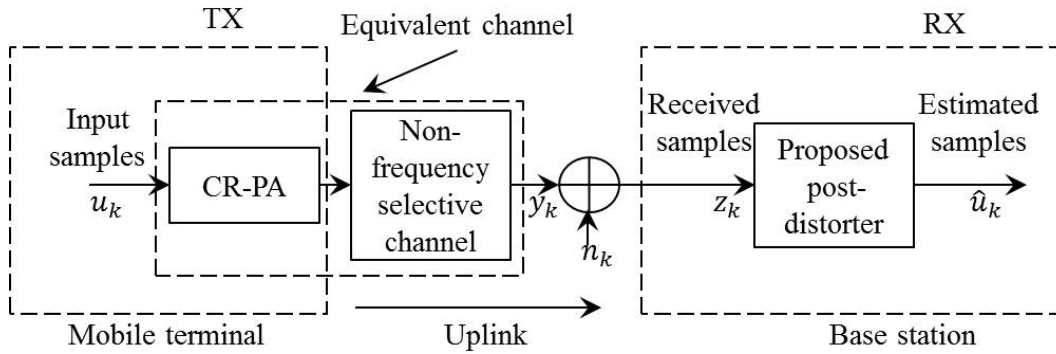 TX
Equivalent channel
RX
Input
samples
u_k
CR-PA
Non-
frequency
selective
channel
y_k
n_k
Received
samples
z_k
Proposed
post-
distorter
Estimated
samples
û_k
Mobile terminal
Uplink
Base station